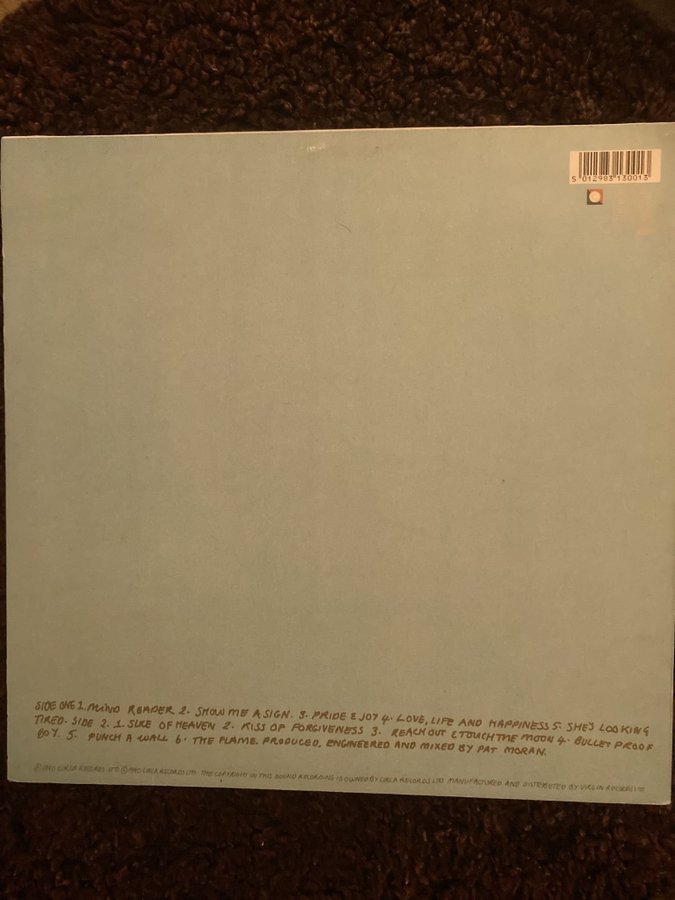 5 012983 130013
SIDE ONE 1. MIND READER 2. SHOW ME A SIGN. 3. PRIDE & JOY 4. LOVE, LIFE AND HAPPINESS 5. SHE'S LOOKING
TIRED. SIDE 2. 1. SIDE OF HEAVEN 2. KISS OF FORGIVENESS 3. REACH OUT & TOUCH THE MOON 4. BULLET PROOF
BOY. 5. PUNCH A WALL 6. THE FLAME. PRODUCED, ENGINEERED AND MIXED BY PAT MORAN.
Ⓟ 1990 CIRCA RECORDS LTD © 1990 CIRCA RECORDS LTD. THE COPYRIGHT IN THIS SOUND RECORDING IS OWNED BY CIRCA RECORDS LTD MANUFACTURED AND DISTRIBUTED BY VIRGIN RECORDS LTD